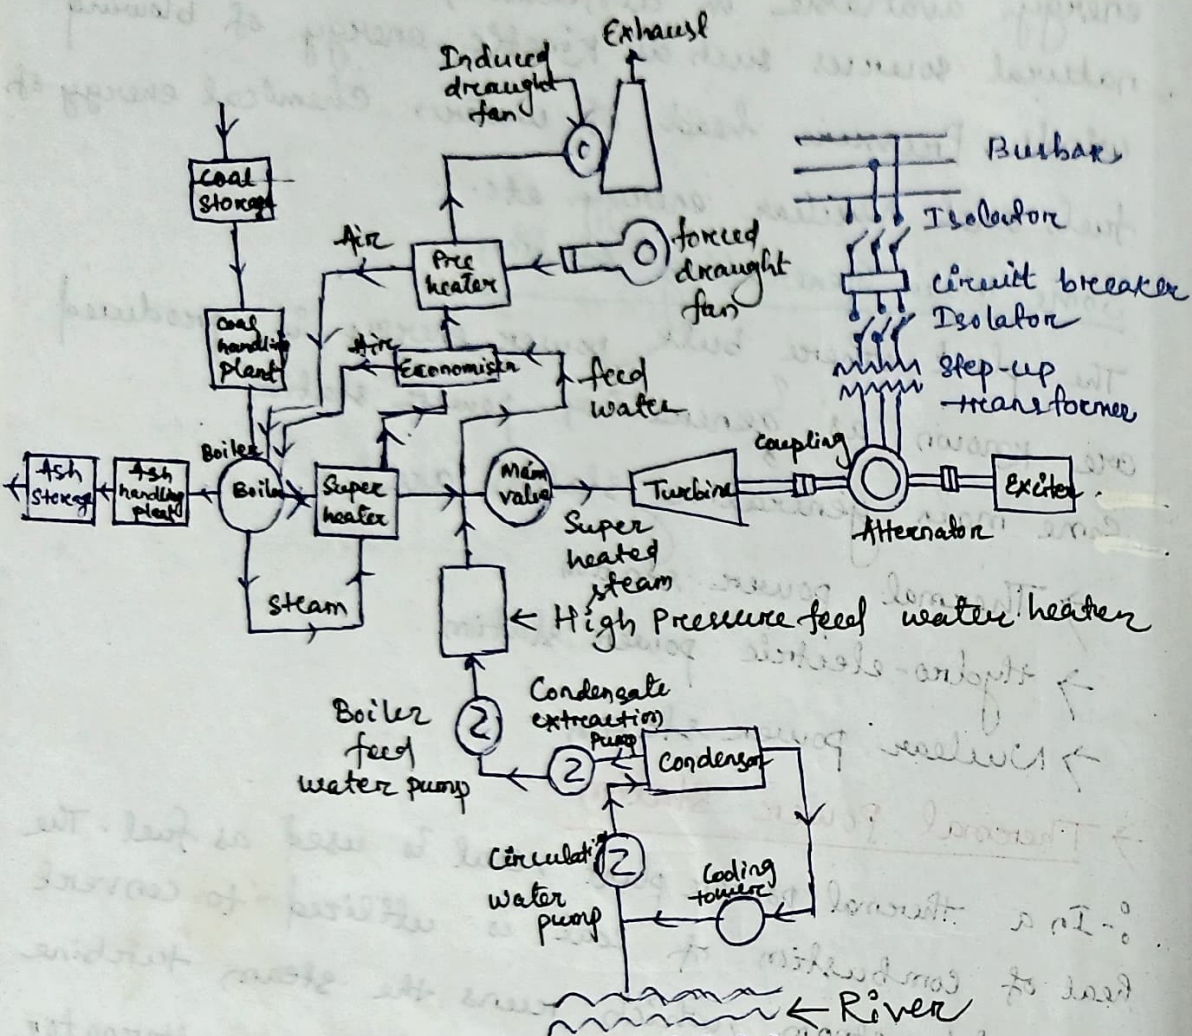 Exhaust
Induced
draught
fan
Busbar
Coal
Storage
Isolator
Air
Pre
heater
forced
draught
fan
circuit breaker
Isolator
Coal
handling
plant
Air
Economiser
feed
water
Step-up
transformer
Coupling
Boiler
Ash
Storage
Ash
handling
plant
Boiler
Super
heater
Main
valve
Turbine
Exciter
Alternator
Super
heated
steam
steam
← High Pressure feed water heater
Condensate
extraction
Pump
Boiler
feed
water pump
Condensor
Circulating
water
pump
Cooling
tower
← River